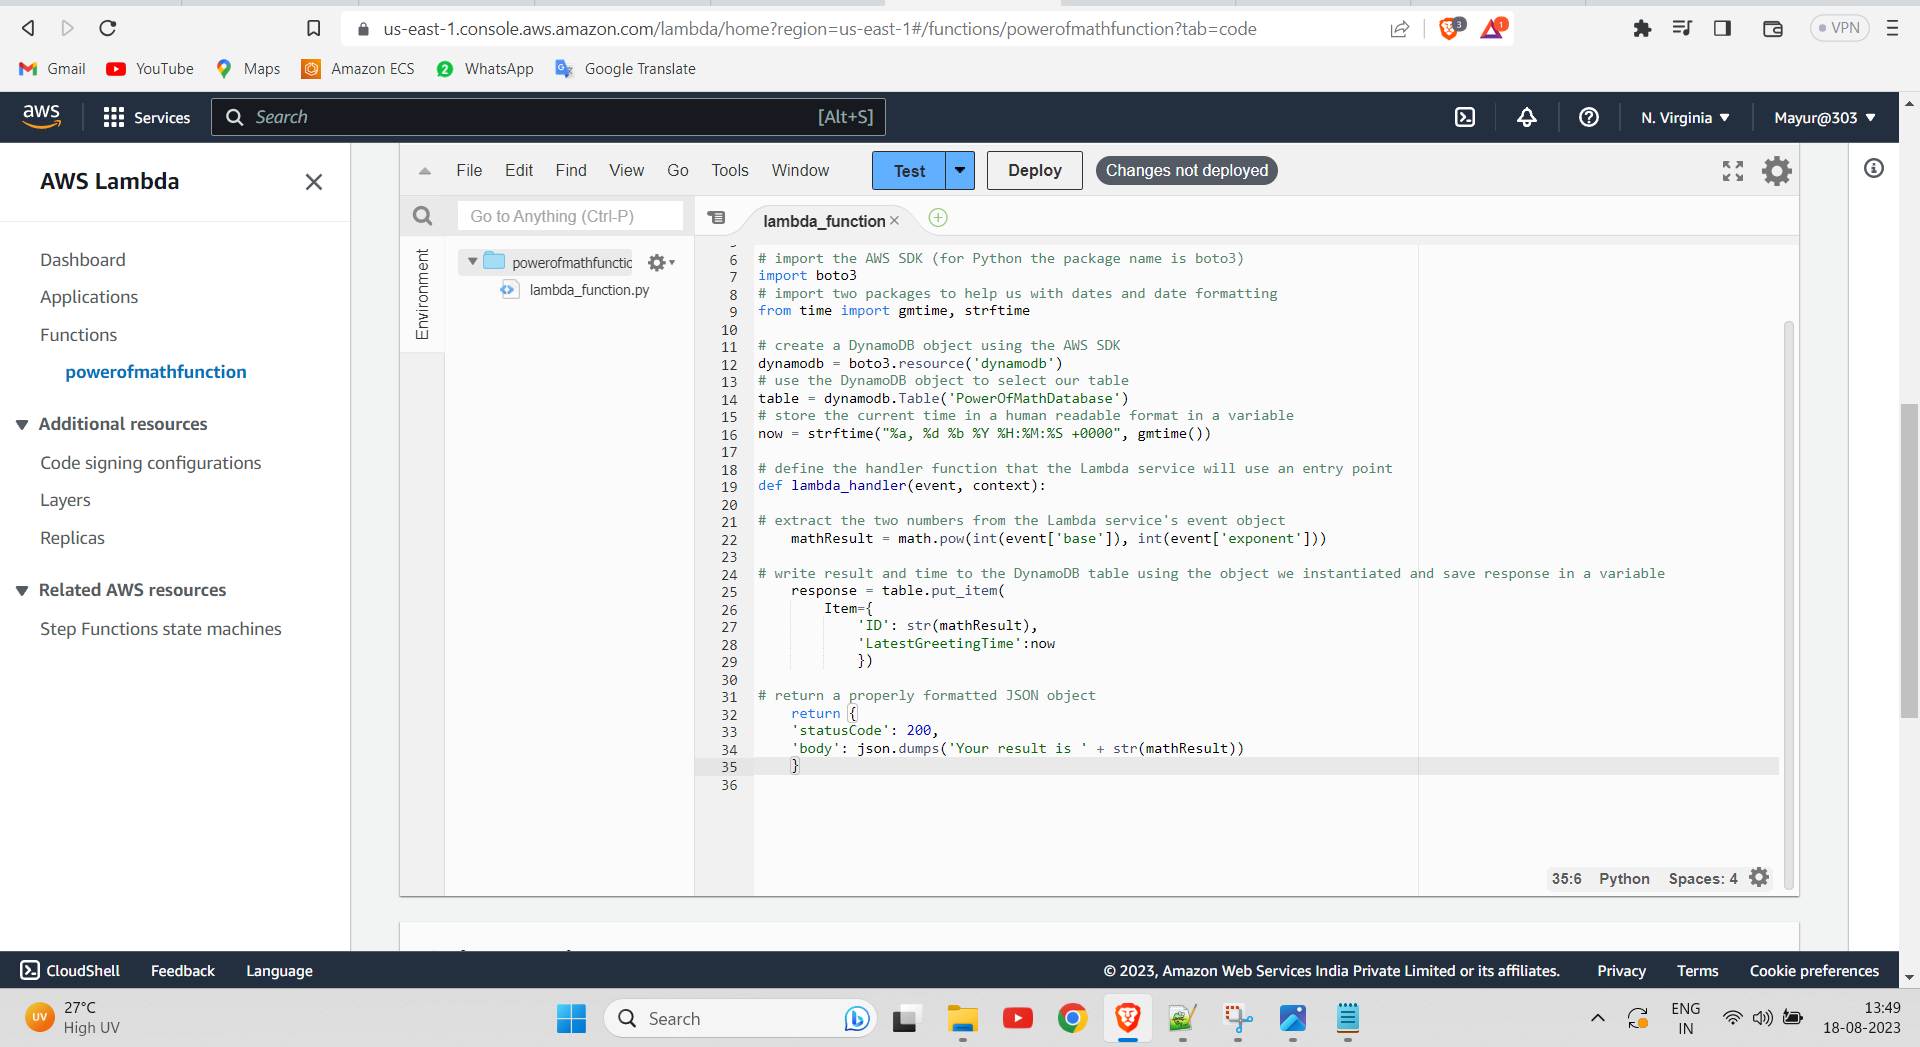 us-east-1.console.aws.amazon.com/lambda/home?region=us-east-1#/functions/powerofmathfunction?tab=code
3
1
VPN
Gmail
YouTube
Maps
Amazon ECS
2
WhatsApp
Google Translate
aws
Services
Search
[Alt+S]
N. Virginia
Mayur@303
AWS Lambda
File Edit Find View Go Tools Window
Test
Deploy
Changes not deployed
Go to Anything (Ctrl-P)
lambda_function
Dashboard
Applications
Functions
powerofmathfunction
Additional resources
Code signing configurations
Layers
Replicas
Related AWS resources
Step Functions state machines
Environment
powerofmathfunctic
lambda_function.py
6 # import the AWS SDK (for Python the package name is boto3)
7 import boto3
8 # import two packages to help us with dates and date formatting
9 from time import gmtime, strftime
10
11 # create a DynamoDB object using the AWS SDK
12 dynamodb = boto3.resource('dynamodb')
13 # use the DynamoDB object to select our table
14 table = dynamodb.Table('PowerOfMathDatabase')
15 # store the current time in a human readable format in a variable
16 now = strftime("%a, %d %b %Y %H:%M:%S +0000", gmtime())
17
18 # define the handler function that the Lambda service will use an entry point
19 def lambda_handler(event, context):
20
21 # extract the two numbers from the Lambda service's event object
22     mathResult = math.pow(int(event['base']), int(event['exponent']))
23
24 # write result and time to the DynamoDB table using the object we instantiated and save response in a variable
25     response = table.put_item(
26         Item={
27             'ID': str(mathResult),
28             'LatestGreetingTime':now
29             })
30
31 # return a properly formatted JSON object
32     return {
33     'statusCode': 200,
34     'body': json.dumps('Your result is ' + str(mathResult))
35     }
36
35:6 Python Spaces: 4
CloudShell
Feedback
Language
© 2023, Amazon Web Services India Private Limited or its affiliates.
Privacy
Terms
Cookie preferences
UV
27°C
High UV
Search
ENG
IN
13:49
18-08-2023